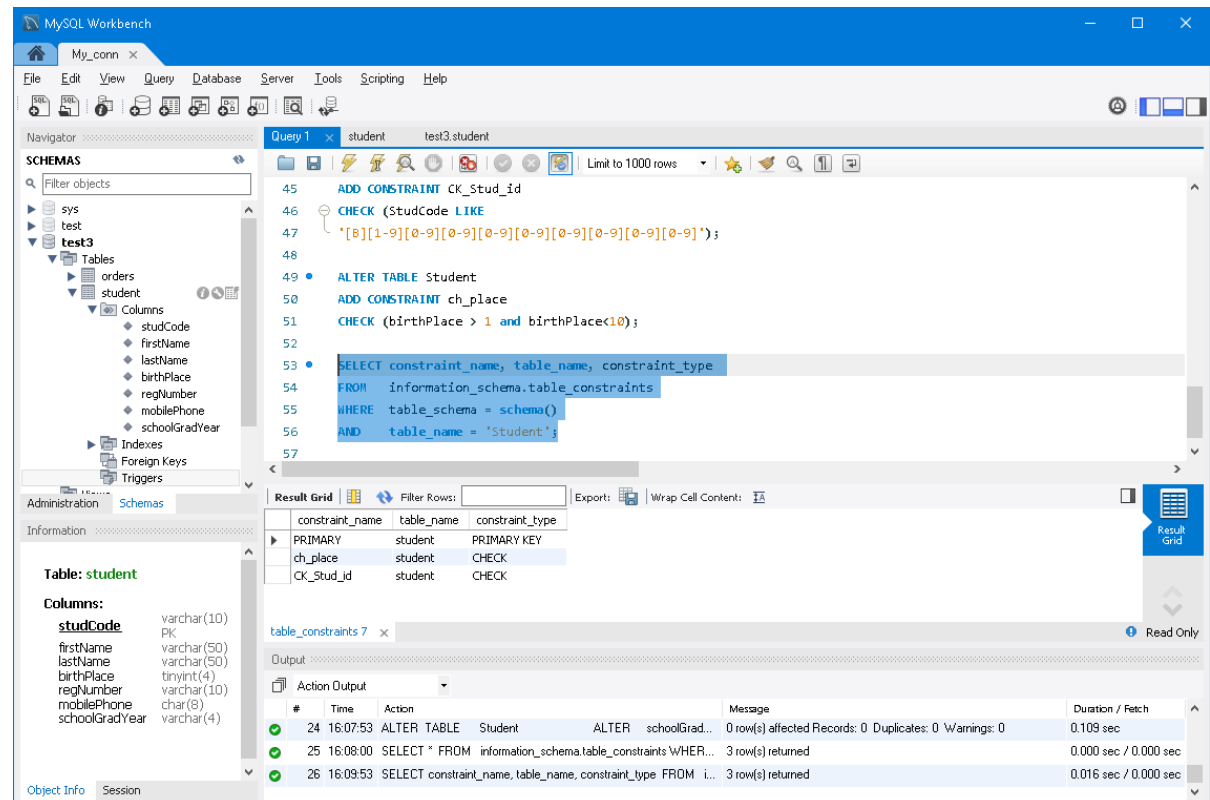 MySQL Workbench
My_conn
File Edit View Query Database Server Tools Scripting Help
Navigator
SCHEMAS
Filter objects
sys
test
test3
Tables
orders
student
Columns
studCode
firstName
lastName
birthPlace
regNumber
mobilePhone
schoolGradYear
Indexes
Foreign Keys
Triggers
Views
Administration Schemas
Information
Table: student
Columns:
studCode varchar(10) PK
firstName varchar(50)
lastName varchar(50)
birthPlace tinyint(4)
regNumber varchar(10)
mobilePhone char(8)
schoolGradYear varchar(4)
Object Info Session
Query 1 student test3.student
Limit to 1000 rows
45 ADD CONSTRAINT CK_Stud_id
46 CHECK (StudCode LIKE
47 '[B][1-9][0-9][0-9][0-9][0-9][0-9][0-9][0-9][0-9]');
48
49 ALTER TABLE Student
50 ADD CONSTRAINT ch_place
51 CHECK (birthPlace > 1 and birthPlace<10);
52
53 SELECT constraint_name, table_name, constraint_type
54 FROM information_schema.table_constraints
55 WHERE table_schema = schema()
56 AND table_name = 'Student';
57
Result Grid Filter Rows: Export: Wrap Cell Content:
constraint_name table_name constraint_type
PRIMARY student PRIMARY KEY
ch_place student CHECK
CK_Stud_id student CHECK
Result Grid
table_constraints 7
Read Only
Output
Action Output
# Time Action Message Duration / Fetch
24 16:07:53 ALTER TABLE Student ALTER schoolGrad... 0 row(s) affected Records: 0 Duplicates: 0 Warnings: 0 0.109 sec
25 16:08:00 SELECT * FROM information_schema.table_constraints WHER... 3 row(s) returned 0.000 sec / 0.000 sec
26 16:09:53 SELECT constraint_name, table_name, constraint_type FROM i... 3 row(s) returned 0.016 sec / 0.000 sec